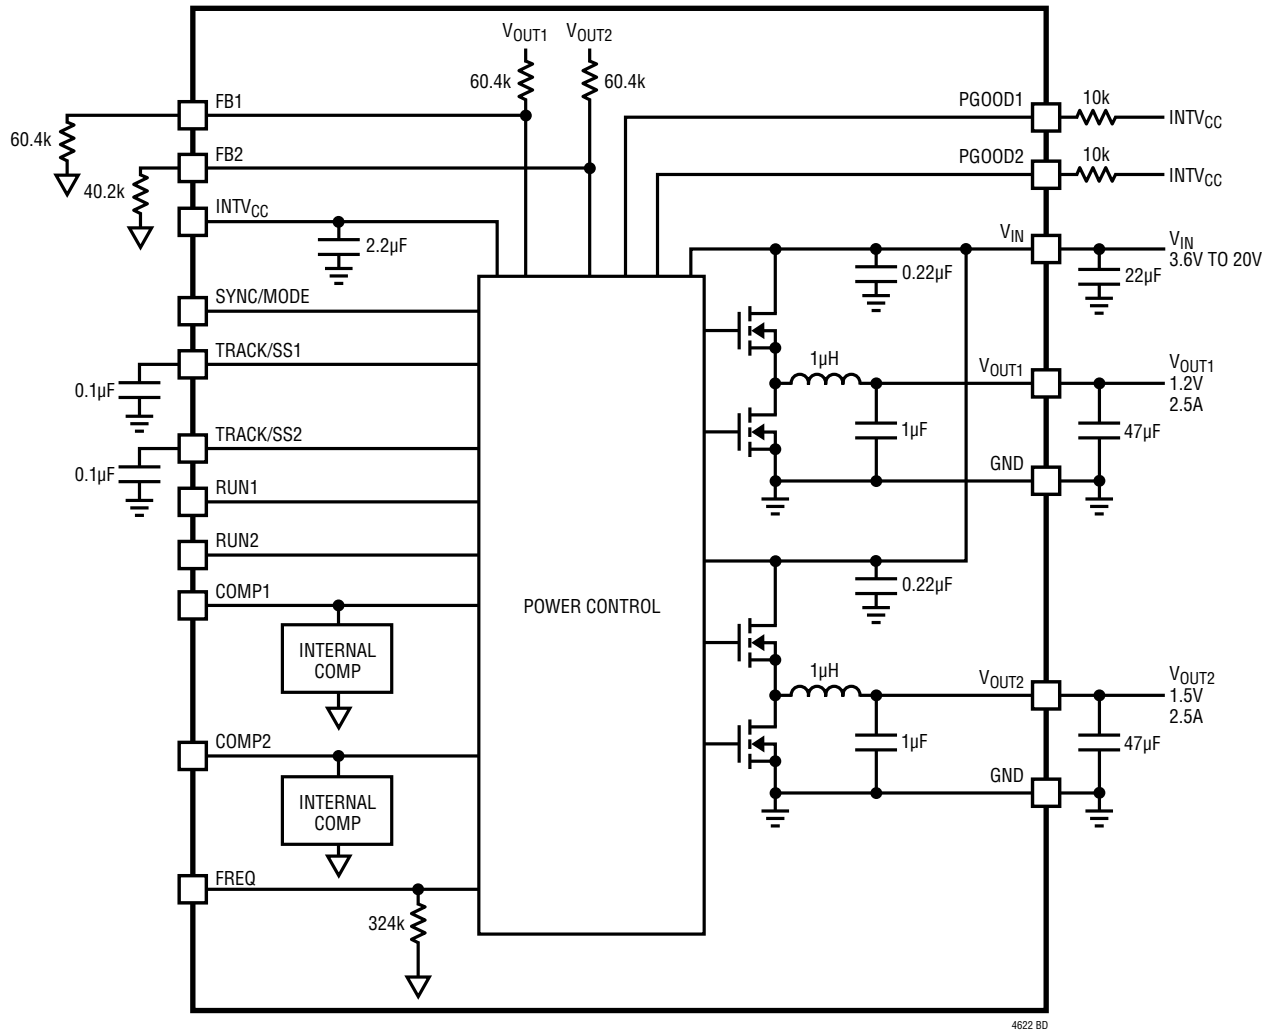 VOUT1 VOUT2
60.4k 60.4k
FB1
60.4k
FB2
40.2k
INTVCC
2.2µF
SYNC/MODE
TRACK/SS1
0.1µF
TRACK/SS2
0.1µF
RUN1
RUN2
COMP1
INTERNAL
COMP
COMP2
INTERNAL
COMP
FREQ
324k
POWER CONTROL
PGOOD1
10k
INTVCC
PGOOD2
10k
INTVCC
VIN
VIN
3.6V TO 20V
0.22µF
22µF
1µH
VOUT1
VOUT1
1.2V
2.5A
1µF
47µF
GND
0.22µF
1µH
VOUT2
VOUT2
1.5V
2.5A
1µF
47µF
GND
4622 BD